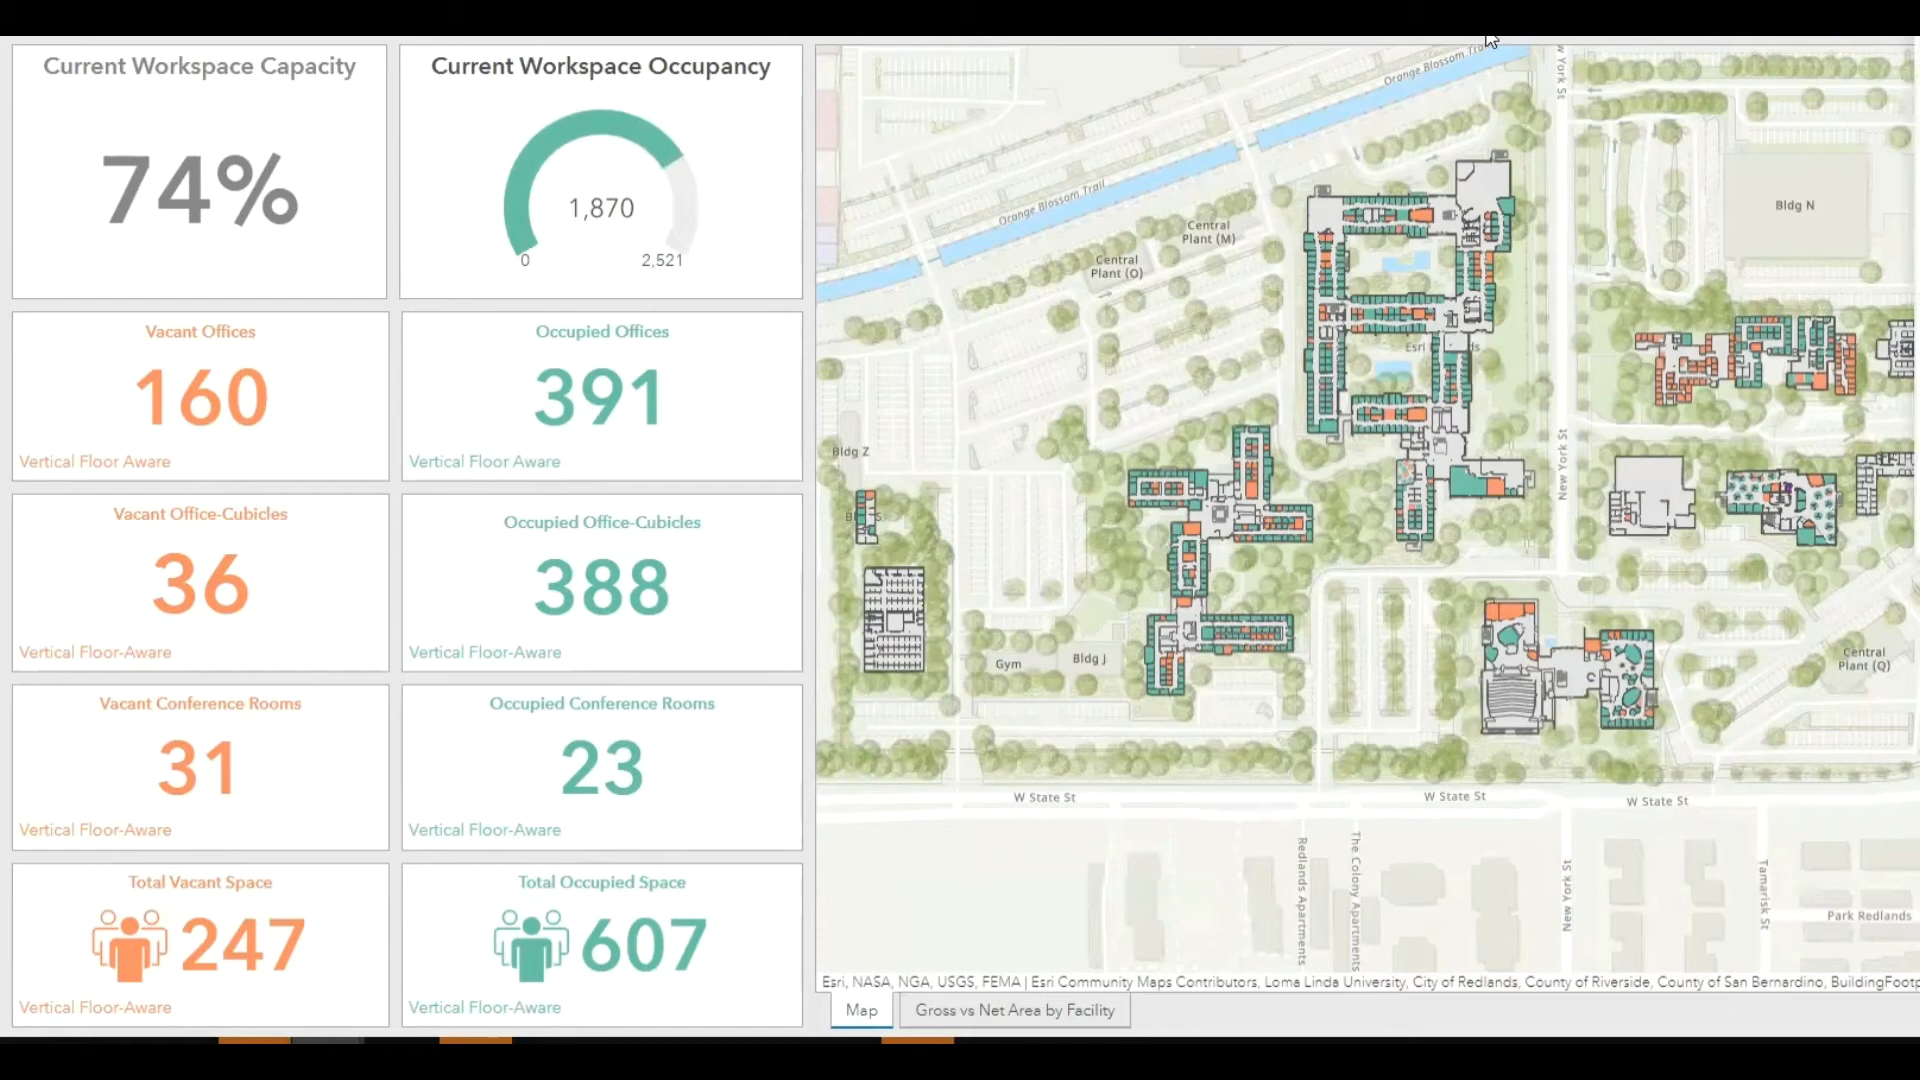 Current Workspace Capacity
74%
Current Workspace Occupancy
1,870
0
2,521
Vacant Offices
160
Vertical Floor Aware
Occupied Offices
391
Vertical Floor Aware
Vacant Office-Cubicles
36
Vertical Floor-Aware
Occupied Office-Cubicles
388
Vertical Floor-Aware
Vacant Conference Rooms
31
Vertical Floor-Aware
Occupied Conference Rooms
23
Vertical Floor-Aware
Total Vacant Space
247
Vertical Floor-Aware
Total Occupied Space
607
Vertical Floor-Aware
Orange Blossom Trail
Orange Blossom Trail
Central
Plant (M)
Central
Plant (O)
Bldg N
Bldg Z
Esri
New York St
Gym
Bldg J
Central
Plant (Q)
W State St
W State St
W State St
Redlands Apartments
The Colony Apartments
New York St
Tamarisk St
Park Redlands
Esri, NASA, NGA, USGS, FEMA | Esri Community Maps Contributors, Loma Linda University, City of Redlands, County of Riverside, County of San Bernardino, BuildingFootp
Map
Gross vs Net Area by Facility